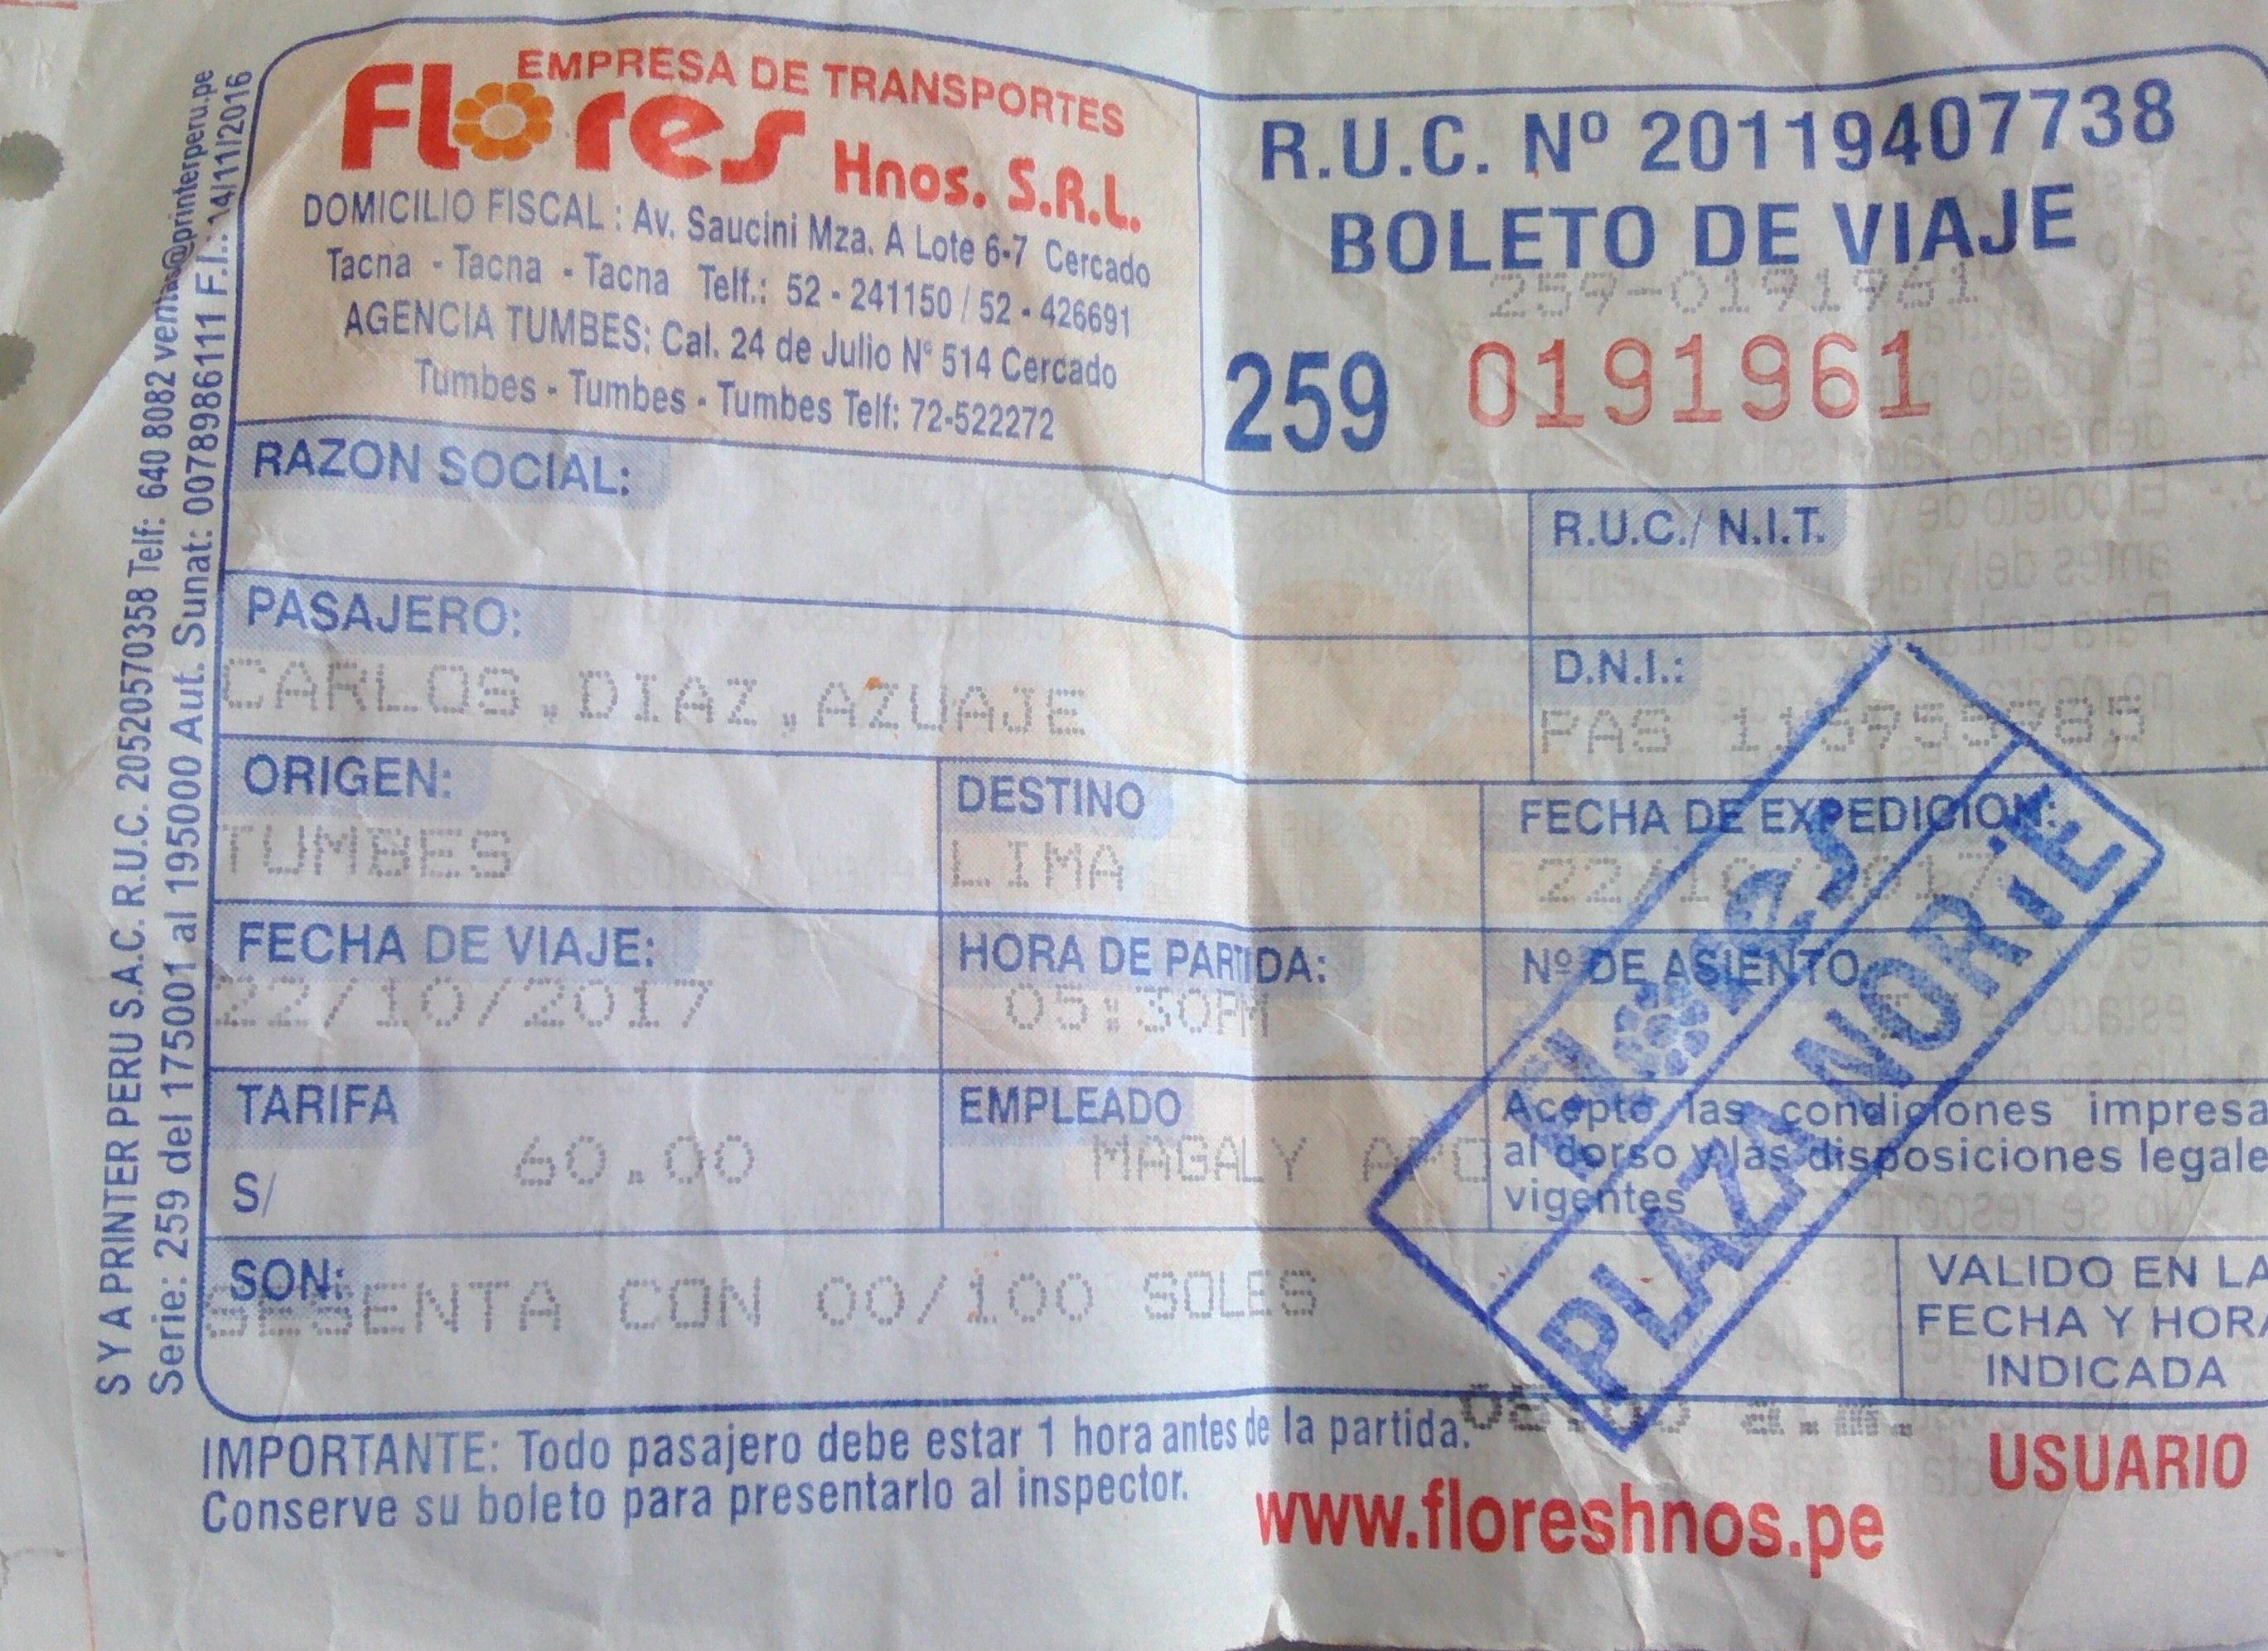 EMPRESA DE TRANSPORTES
Flores Hnos. S.R.L.
DOMICILIO FISCAL : Av. Saucini Mza. A Lote 6-7 Cercado
Tacna - Tacna - Tacna Telf.: 52 - 241150 / 52 - 426691
AGENCIA TUMBES: Cal. 24 de Julio Nº 514 Cercado
Tumbes - Tumbes - Tumbes Telf: 72-522272
R.U.C. Nº 20119407738
BOLETO DE VIAJE
259-0191961
259 0191961
RAZON SOCIAL:
R.U.C./ N.I.T.
PASAJERO:
CARLOS,DIAZ,AZUAJE
D.N.I.:
PAS
ORIGEN:
TUMBES
DESTINO
LIMA
FECHA DE EXPEDICION:
22/10/2017
FECHA DE VIAJE:
22/10/2017
HORA DE PARTIDA:
05:30PM
Nº DE ASIENTO
TARIFA
S/ 60.00
EMPLEADO
MAGALY
Acepto las condiciones impresa
al dorso y las disposiciones legale
vigentes
SON:
SESENTA CON 00/100 SOLES
VALIDO EN LA
FECHA Y HORA
INDICADA
Flores
PLAZA NORTE
IMPORTANTE: Todo pasajero debe estar 1 hora antes de la partida.
Conserve su boleto para presentarlo al inspector.
a.m.
www.floreshnos.pe
USUARIO
S Y A PRINTER PERU S.A.C. R.U.C. 20520570358 Telf: 640 8082 ventas@printerperu.pe
Serie: 259 del 175001 al 195000 Aut. Sunat: 0078986111 F.I.: 14/11/2016